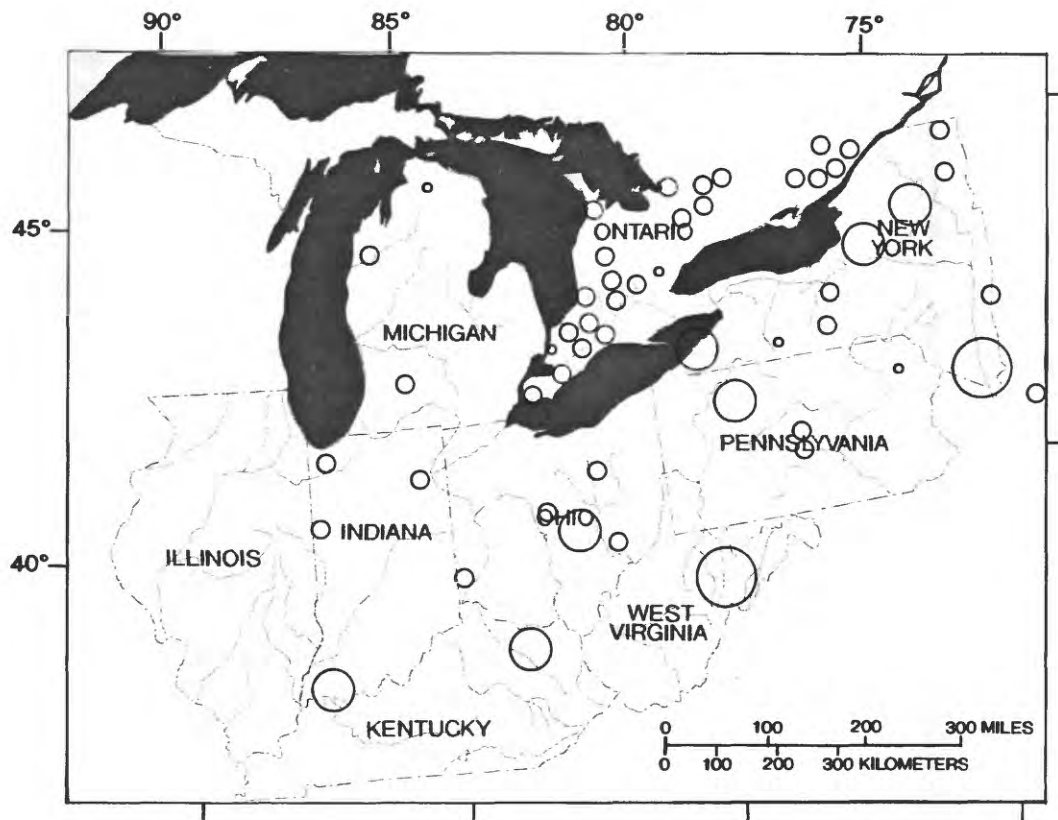 90° 85° 80° 75°
45°
ONTARIO
NEW
YORK
MICHIGAN
PENNSLYVANIA
OHIO
INDIANA
ILLINOIS
40°
WEST
VIRGINIA
KENTUCKY
0 100 200 300 MILES
0 100 200 300 KILOMETERS